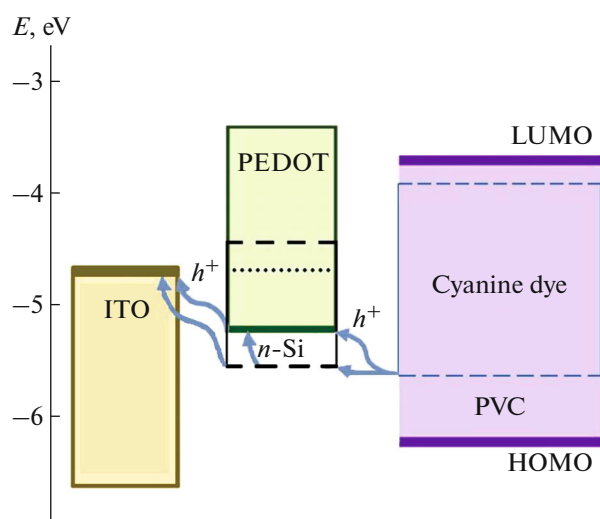 E, eV
−3
LUMO
PEDOT
−4
h+
Cyanine dye
−5
ITO
h+
n-Si
−6
PVC
HOMO